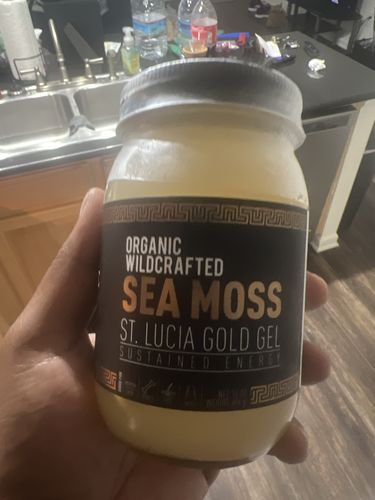 ORGANIC
WILDCRAFTED
SEA MOSS
ST. LUCIA GOLD GEL
SUSTAINED ENERGY